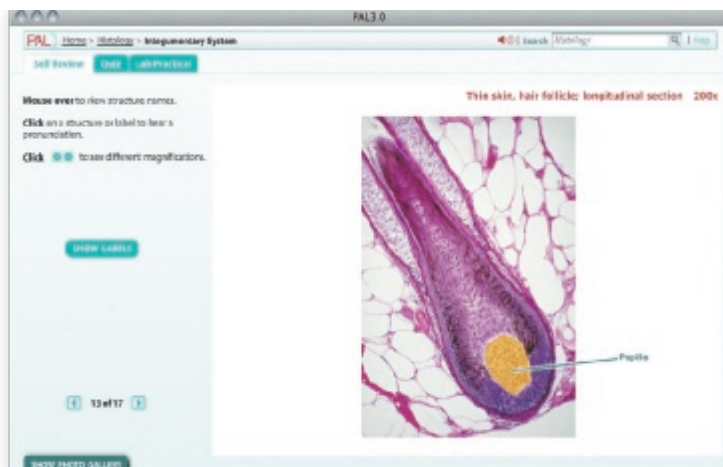 PAL3.0
PAL Home > Histology > Integumentary System
Search Histology Help
Self Review Quiz Lab Practical
Mouse over to view structure names.
Click on a structure or label to hear a
pronunciation.
Click to see different magnifications.
Thin skin, hair follicle; longitudinal section 200x
SHOW LABELS
Papilla
13 of 17
SHOW PHOTO GALLERY